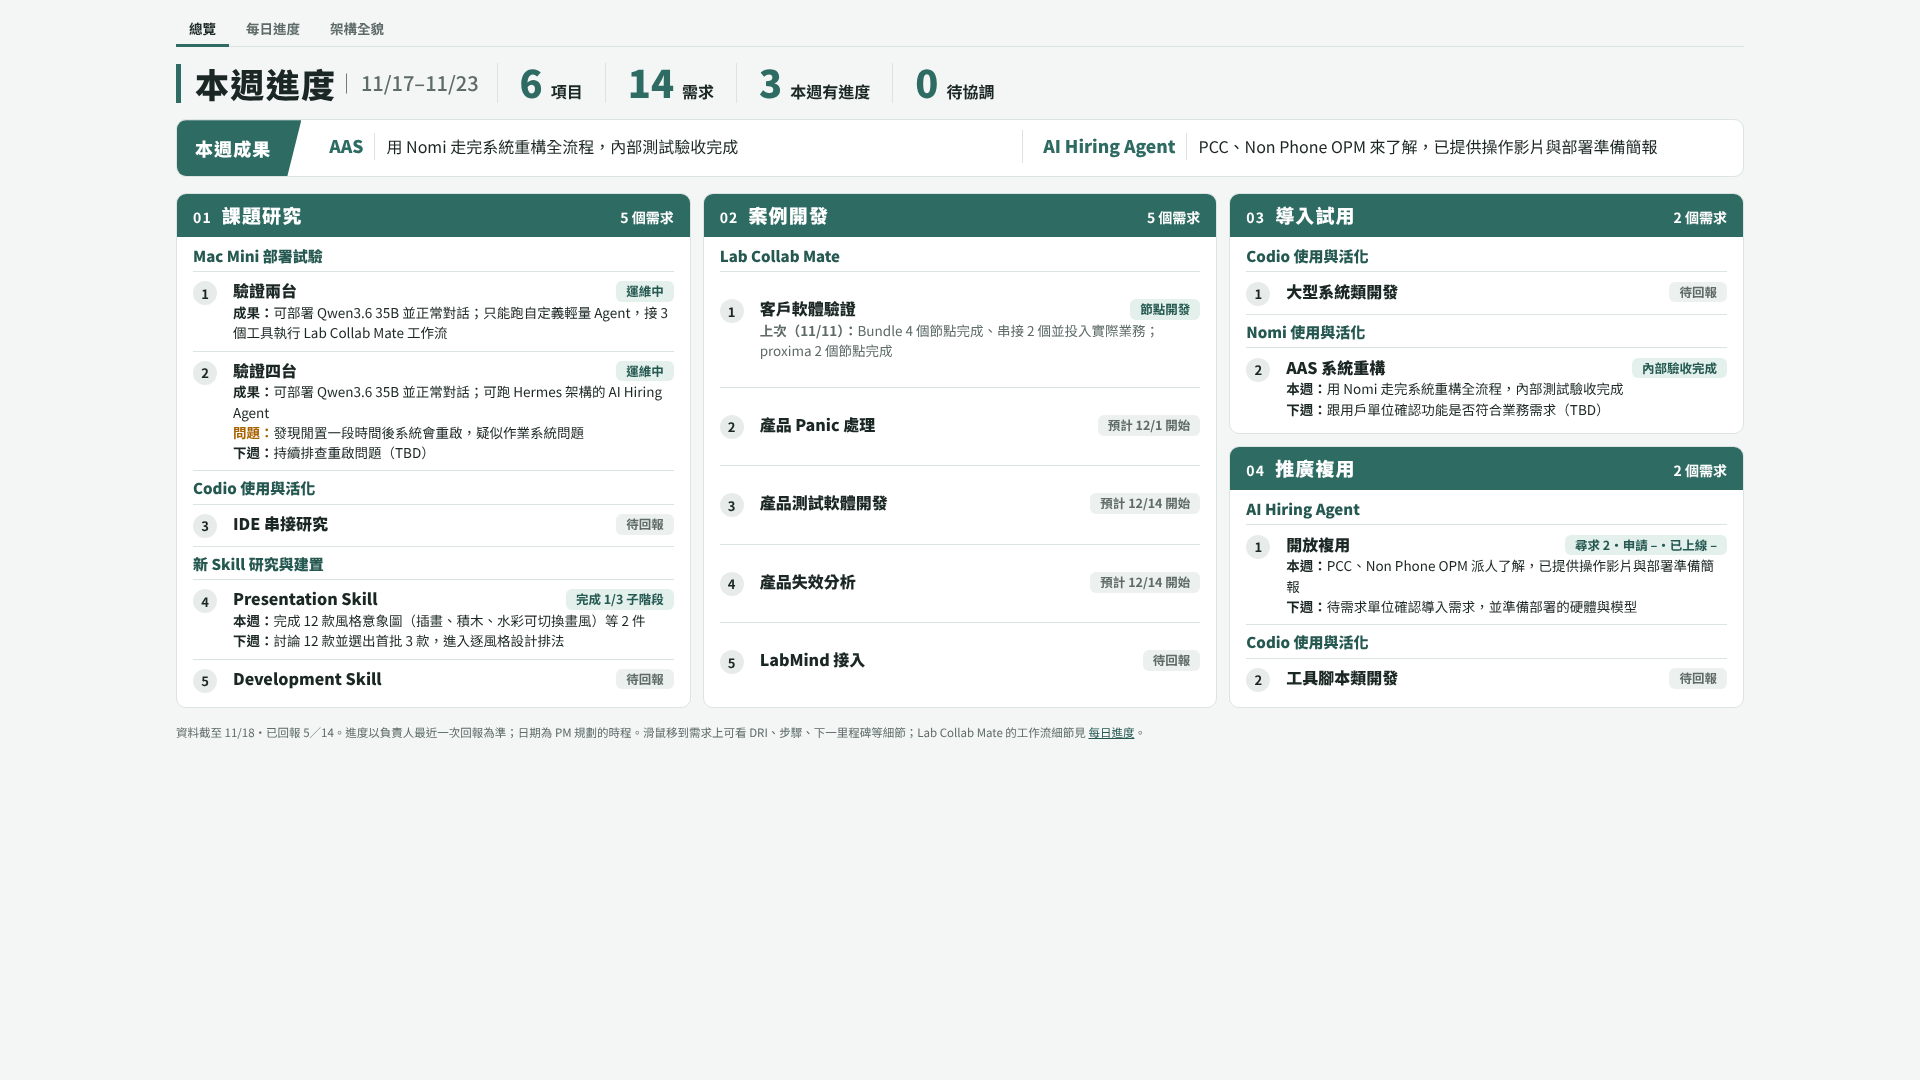 總覽 每日進度 架構全貌
本週進度 11/17–11/23 6 項目 14 需求 3 本週有進度 0 待協調
本週成果 AAS 用 Nomi 走完系統重構全流程，內部測試驗收完成 AI Hiring Agent PCC、Non Phone OPM 來了解，已提供操作影片與部署準備簡報
01 課題研究 5 個需求
Mac Mini 部署試驗
1 驗證兩台 運維中
成果：可部署 Qwen3.6 35B 並正常對話；只能跑自定義輕量 Agent，接 3
個工具執行 Lab Collab Mate 工作流
2 驗證四台 運維中
成果：可部署 Qwen3.6 35B 並正常對話；可跑 Hermes 架構的 AI Hiring
Agent
問題：發現閒置一段時間後系統會重啟，疑似作業系統問題
下週：持續排查重啟問題（TBD）
Codio 使用與活化
3 IDE 串接研究 待回報
新 Skill 研究與建置
4 Presentation Skill 完成 1/3 子階段
本週：完成 12 款風格意象圖（插畫、積木、水彩可切換畫風）等 2 件
下週：討論 12 款並選出首批 3 款，進入逐風格設計排法
5 Development Skill 待回報
02 案例開發 5 個需求
Lab Collab Mate
1 客戶軟體驗證 節點開發
上次（11/11）：Bundle 4 個節點完成、串接 2 個並投入實際業務；
proxima 2 個節點完成
2 產品 Panic 處理 預計 12/1 開始
3 產品測試軟體開發 預計 12/14 開始
4 產品失效分析 預計 12/14 開始
5 LabMind 接入 待回報
03 導入試用 2 個需求
Codio 使用與活化
1 大型系統類開發 待回報
Nomi 使用與活化
2 AAS 系統重構 內部驗收完成
本週：用 Nomi 走完系統重構全流程，內部測試驗收完成
下週：跟用戶單位確認功能是否符合業務需求（TBD）
04 推廣複用 2 個需求
AI Hiring Agent
1 開放複用 尋求 2・申請 –・已上線 –
本週：PCC、Non Phone OPM 派人了解，已提供操作影片與部署準備簡
報
下週：待需求單位確認導入需求，並準備部署的硬體與模型
Codio 使用與活化
2 工具腳本類開發 待回報
資料截至 11/18・已回報 5／14。進度以負責人最近一次回報為準；日期為 PM 規劃的時程。滑鼠移到需求上可看 DRI、步驟、下一里程碑等細節；Lab Collab Mate 的工作流細節見 每日進度。